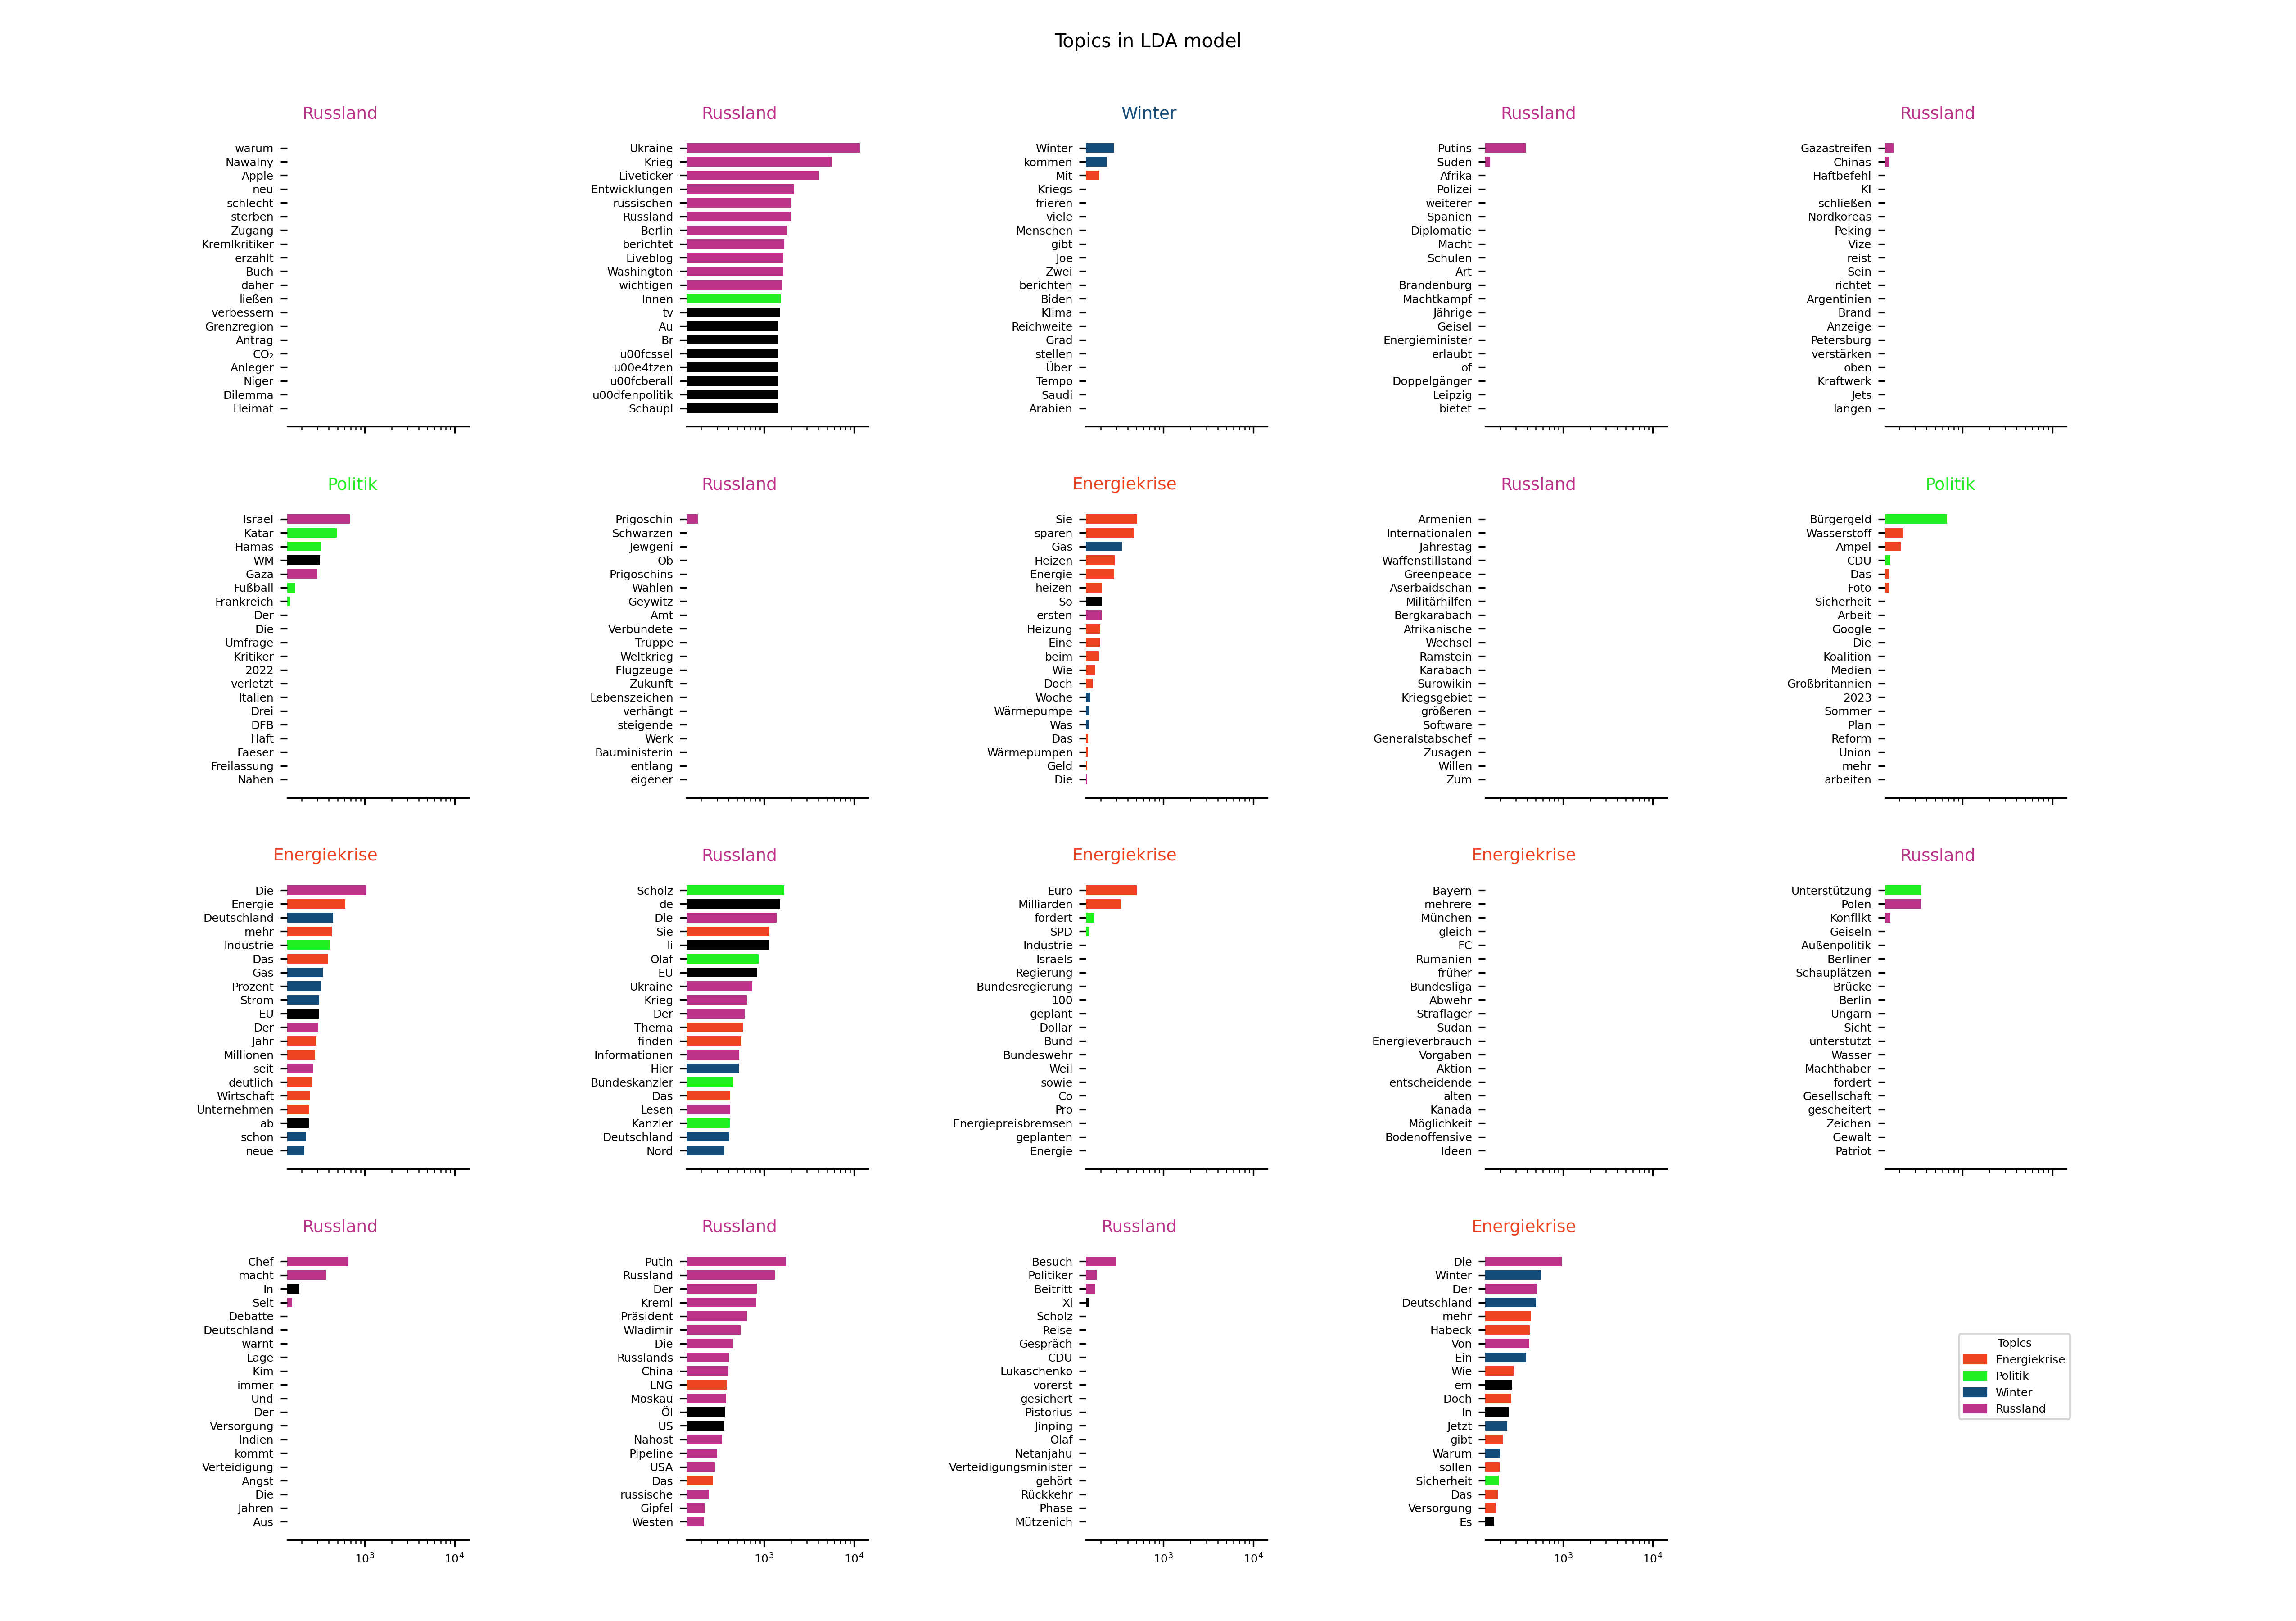 Topics in LDA model
Russland
warum
Nawalny
Apple
neu
schlecht
sterben
Zugang
Kremlkritiker
erzählt
Buch
daher
ließen
verbessern
Grenzregion
Antrag
CO₂
Anleger
Niger
Dilemma
Heimat
Russland
Ukraine
Krieg
Liveticker
Entwicklungen
russischen
Russland
Berlin
berichtet
Liveblog
Washington
wichtigen
Innen
tv
Au
Br
u00fcssel
u00e4tzen
u00fcberall
u00dfenpolitik
Schaupl
Winter
Winter
kommen
Mit
Kriegs
frieren
viele
Menschen
gibt
Joe
Zwei
berichten
Biden
Klima
Reichweite
Grad
stellen
Über
Tempo
Saudi
Arabien
Russland
Putins
Süden
Afrika
Polizei
weiterer
Spanien
Diplomatie
Macht
Schulen
Art
Brandenburg
Machtkampf
Jährige
Geisel
Energieminister
erlaubt
of
Doppelgänger
Leipzig
bietet
Russland
Gazastreifen
Chinas
Haftbefehl
KI
schließen
Nordkoreas
Peking
Vize
reist
Sein
richtet
Argentinien
Brand
Anzeige
Petersburg
verstärken
oben
Kraftwerk
Jets
langen
Politik
Israel
Katar
Hamas
WM
Gaza
Fußball
Frankreich
Der
Die
Umfrage
Kritiker
2022
verletzt
Italien
Drei
DFB
Haft
Faeser
Freilassung
Nahen
Russland
Prigoschin
Schwarzen
Jewgeni
Ob
Prigoschins
Wahlen
Geywitz
Amt
Verbündete
Truppe
Weltkrieg
Flugzeuge
Zukunft
Lebenszeichen
verhängt
steigende
Werk
Bauministerin
entlang
eigener
Energiekrise
Sie
sparen
Gas
Heizen
Energie
heizen
So
ersten
Heizung
Eine
beim
Wie
Doch
Woche
Wärmepumpe
Was
Das
Wärmepumpen
Geld
Die
Russland
Armenien
Internationalen
Jahrestag
Waffenstillstand
Greenpeace
Aserbaidschan
Militärhilfen
Bergkarabach
Afrikanische
Wechsel
Ramstein
Karabach
Surowikin
Kriegsgebiet
größeren
Software
Generalstabschef
Zusagen
Willen
Zum
Politik
Bürgergeld
Wasserstoff
Ampel
CDU
Das
Foto
Sicherheit
Arbeit
Google
Die
Koalition
Medien
Großbritannien
2023
Sommer
Plan
Reform
Union
mehr
arbeiten
Energiekrise
Die
Energie
Deutschland
mehr
Industrie
Das
Gas
Prozent
Strom
EU
Der
Jahr
Millionen
seit
deutlich
Wirtschaft
Unternehmen
ab
schon
neue
Russland
Scholz
de
Die
Sie
li
Olaf
EU
Ukraine
Krieg
Der
Thema
finden
Informationen
Hier
Bundeskanzler
Das
Lesen
Kanzler
Deutschland
Nord
Energiekrise
Euro
Milliarden
fordert
SPD
Industrie
Israels
Regierung
Bundesregierung
100
geplant
Dollar
Bund
Bundeswehr
Weil
sowie
Co
Pro
Energiepreisbremsen
geplanten
Energie
Energiekrise
Bayern
mehrere
München
gleich
FC
Rumänien
früher
Bundesliga
Abwehr
Straflager
Sudan
Energieverbrauch
Vorgaben
Aktion
entscheidende
alten
Kanada
Möglichkeit
Bodenoffensive
Ideen
Russland
Unterstützung
Polen
Konflikt
Geiseln
Außenpolitik
Berliner
Schauplätzen
Brücke
Berlin
Ungarn
Sicht
unterstützt
Wasser
Machthaber
fordert
Gesellschaft
gescheitert
Zeichen
Gewalt
Patriot
Russland
Chef
macht
In
Seit
Debatte
Deutschland
warnt
Lage
Kim
immer
Und
Der
Versorgung
Indien
kommt
Verteidigung
Angst
Die
Jahren
Aus
10³ 10⁴
Russland
Putin
Russland
Der
Kreml
Präsident
Wladimir
Die
Russlands
China
LNG
Moskau
Öl
US
Nahost
Pipeline
USA
Das
russische
Gipfel
Westen
10³ 10⁴
Russland
Besuch
Politiker
Beitritt
Xi
Scholz
Reise
Gespräch
CDU
Lukaschenko
vorerst
gesichert
Pistorius
Jinping
Olaf
Netanjahu
Verteidigungsminister
gehört
Rückkehr
Phase
Mützenich
10³ 10⁴
Energiekrise
Die
Winter
Der
Deutschland
mehr
Habeck
Von
Ein
Wie
em
Doch
In
Jetzt
gibt
Warum
sollen
Sicherheit
Das
Versorgung
Es
10³ 10⁴
Topics
Energiekrise
Politik
Winter
Russland